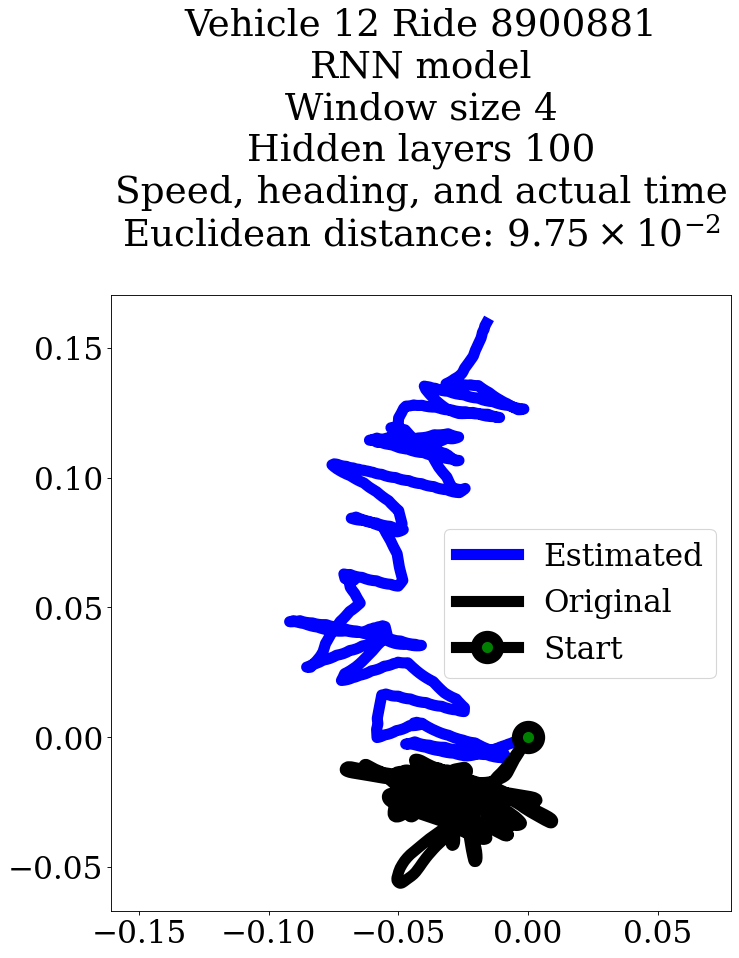 Vehicle 12 Ride 8900881
RNN model
Window size 4
Hidden layers 100
Speed, heading, and actual time
Euclidean distance: 9.75 × 10⁻²
0.15
0.10
0.05
0.00
−0.05
Estimated
Original
Start
−0.15 −0.10 −0.05 0.00 0.05